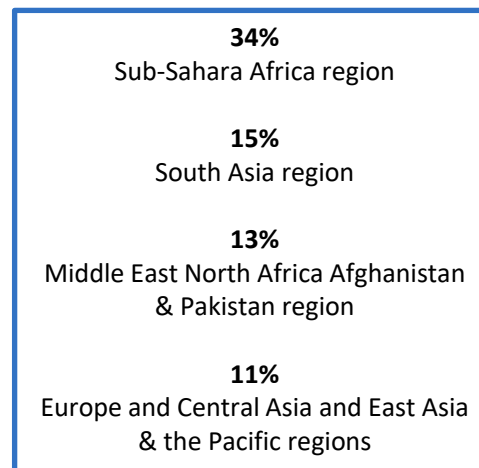 34%
Sub-Sahara Africa region
15%
South Asia region
13%
Middle East North Africa Afghanistan
& Pakistan region
11%
Europe and Central Asia and East Asia
& the Pacific regions